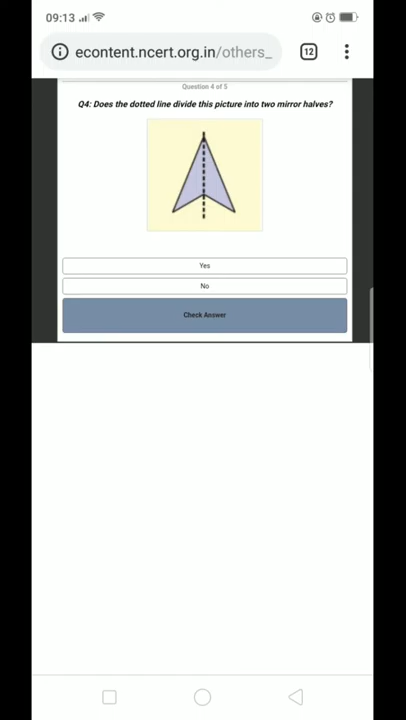 09:13
econtent.ncert.org.in/others_
12
Question 4 of 5
Q4: Does the dotted line divide this picture into two mirror halves?
Yes
No
Check Answer